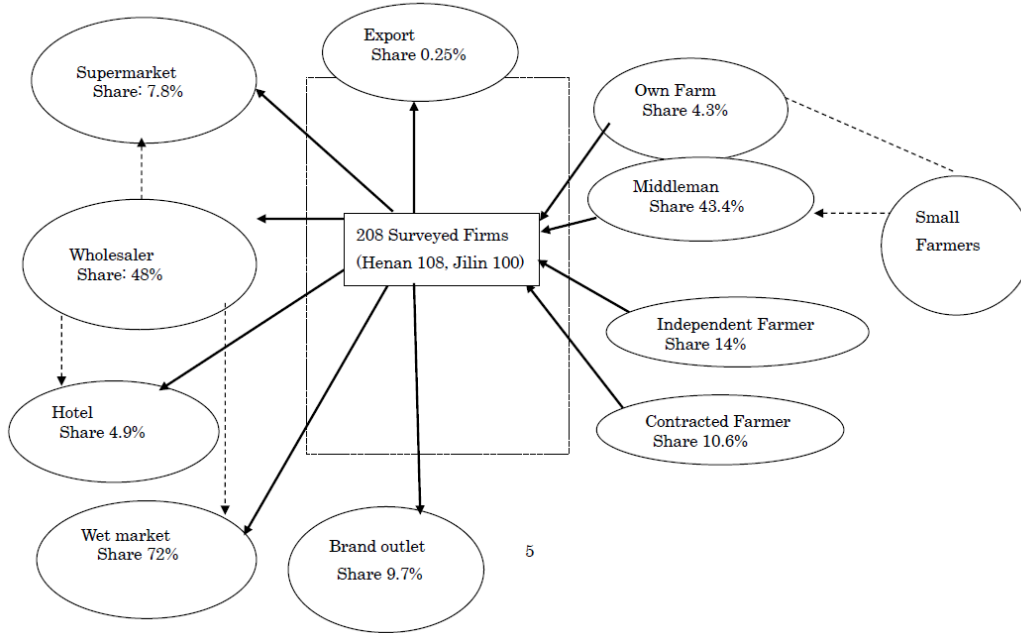 Export
Share 0.25%
Supermarket
Share: 7.8%
Own Farm
Share 4.3%
Middleman
Share 43.4%
Small
Farmers
208 Surveyed Firms
(Henan 108, Jilin 100)
Wholesaler
Share: 48%
Independent Farmer
Share 14%
Hotel
Share 4.9%
Contracted Farmer
Share 10.6%
Wet market
Share 72%
Brand outlet
Share 9.7%
5